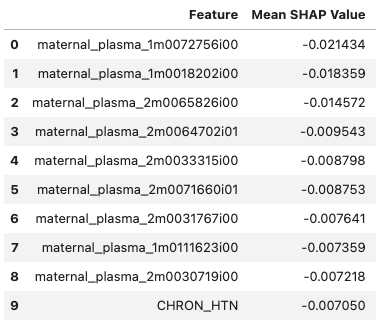 Feature Mean SHAP Value
0 maternal_plasma_1m0072756i00 -0.021434
1 maternal_plasma_1m0018202i00 -0.018359
2 maternal_plasma_2m0065826i00 -0.014572
3 maternal_plasma_2m0064702i01 -0.009543
4 maternal_plasma_2m0033315i00 -0.008798
5 maternal_plasma_2m0071660i01 -0.008753
6 maternal_plasma_2m0031767i00 -0.007641
7 maternal_plasma_1m0111623i00 -0.007359
8 maternal_plasma_2m0030719i00 -0.007218
9 CHRON_HTN -0.007050